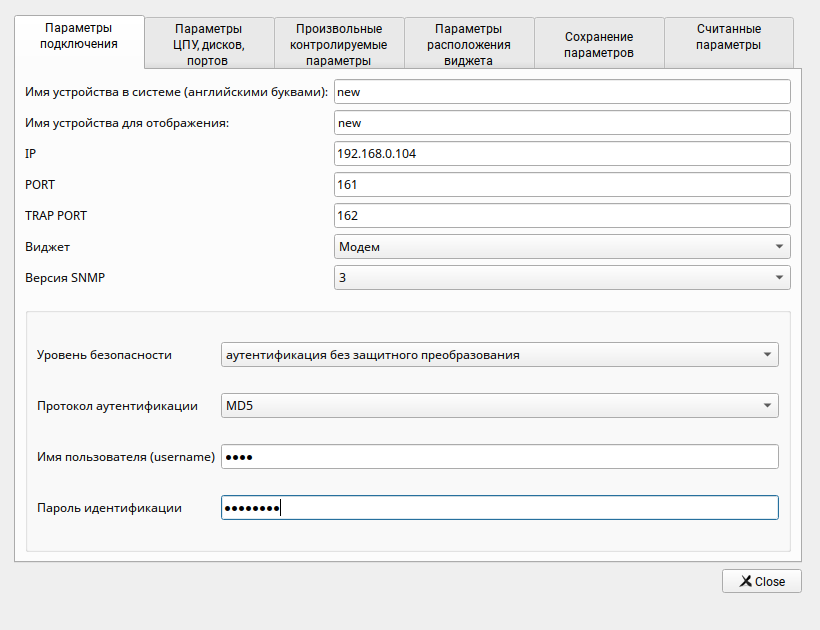 Параметры
подключения
Параметры
ЦПУ, дисков,
портов
Произвольные
контролируемые
параметры
Параметры
расположения
виджета
Сохранение
параметров
Считанные
параметры
Имя устройства в системе (английскими буквами): new
Имя устройства для отображения: new
IP 192.168.0.104
PORT 161
TRAP PORT 162
Виджет Модем
Версия SNMP 3
Уровень безопасности аутентификация без защитного преобразования
Протокол аутентификации MD5
Имя пользователя (username) ●●●●
Пароль идентификации ●●●●●●●●
Close